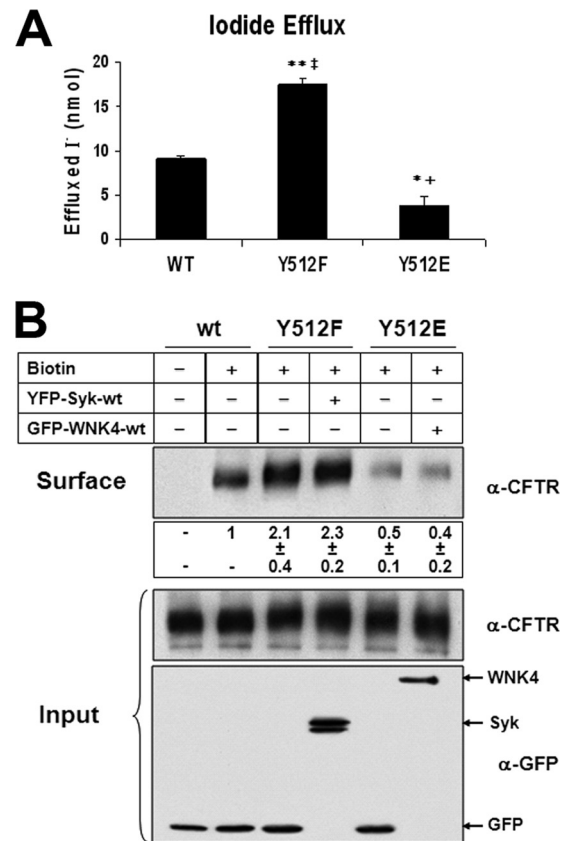 A
Iodide Efflux
Effluxed I⁻ (nmol)
20
15
10
5
0
**‡
*+
WT Y512F Y512E
B
wt Y512F Y512E
Biotin − + + + + +
YFP-Syk-wt − − − + − −
GFP-WNK4-wt − − − − − +
Surface
α-CFTR
- 1 2.1 2.3 0.5 0.4
± ± ± ±
- - 0.4 0.2 0.1 0.2
α-CFTR
Input
WNK4
Syk
α-GFP
GFP